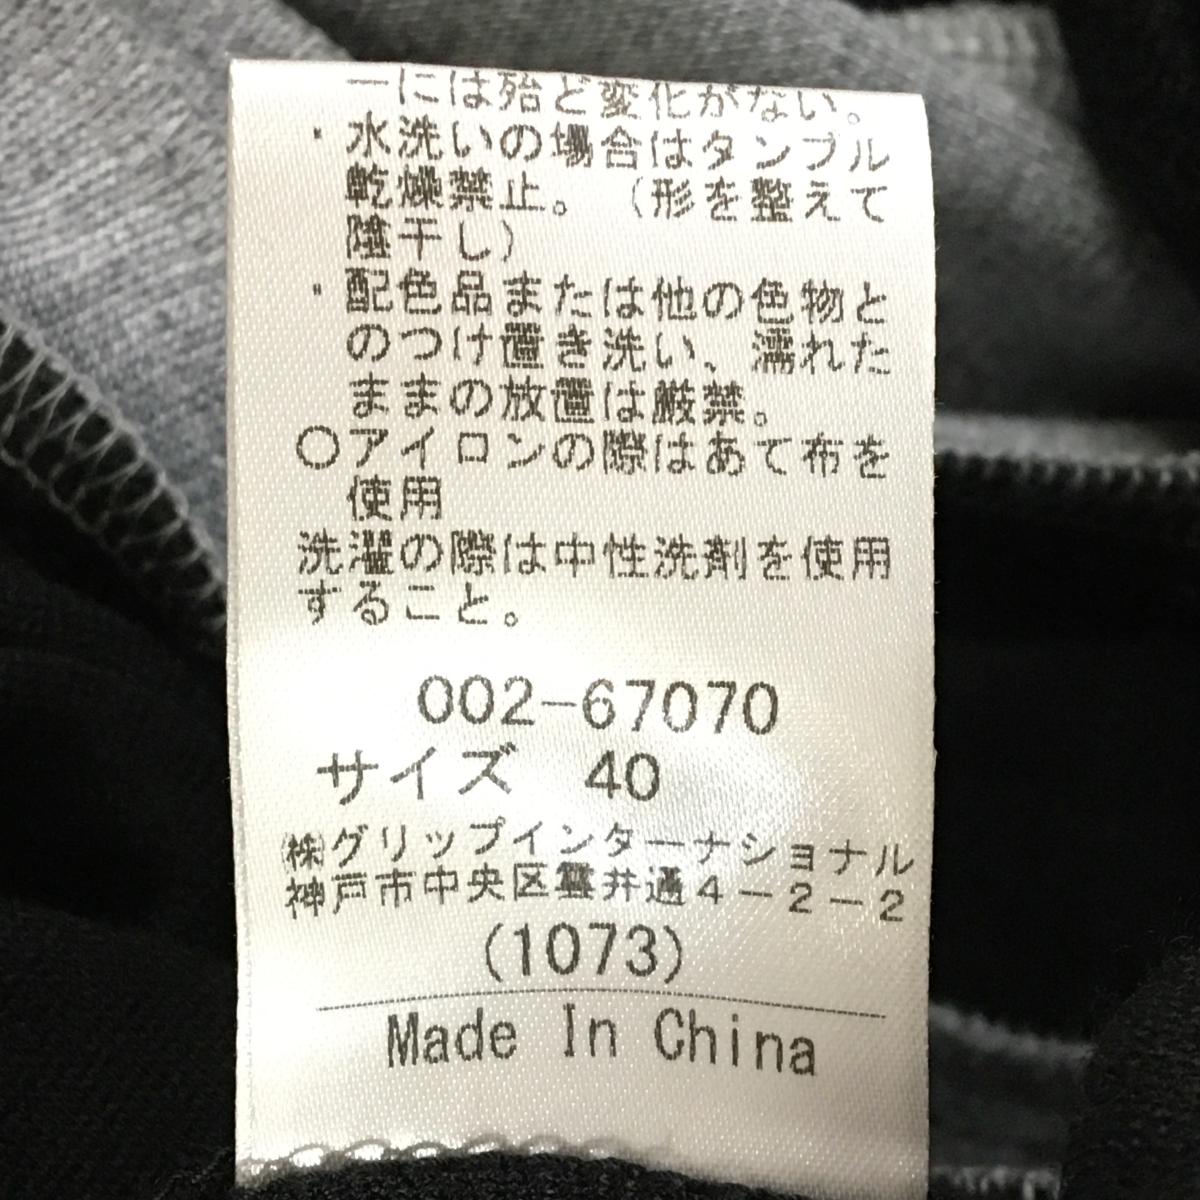 ーには殆ど変化がない。
・水洗いの場合はタンブル
乾燥禁止。(形を整えて
陰干し)
・配色品または他の色物と
のつけ置き洗い、濡れた
ままの放置は厳禁。
○アイロンの際はあて布を
使用
洗濯の際は中性洗剤を使用
すること。
002-67070
サイズ 40
㈱グリップインターナショナル
神戸市中央区雲井通4-2-2
(1073)
Made In China